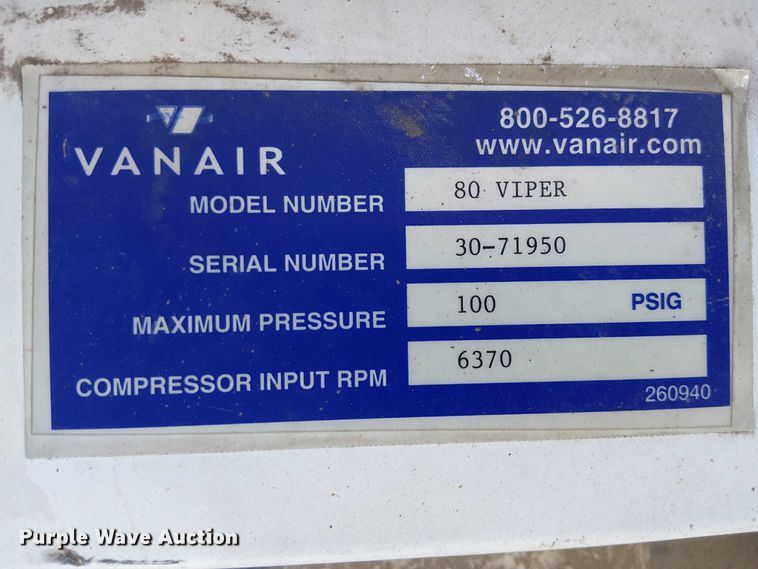 800-526-8817
www.vanair.com
VANAIR
MODEL NUMBER 80 VIPER
SERIAL NUMBER 30-71950
MAXIMUM PRESSURE 100 PSIG
COMPRESSOR INPUT RPM 6370
260940
Purple Wave Auction